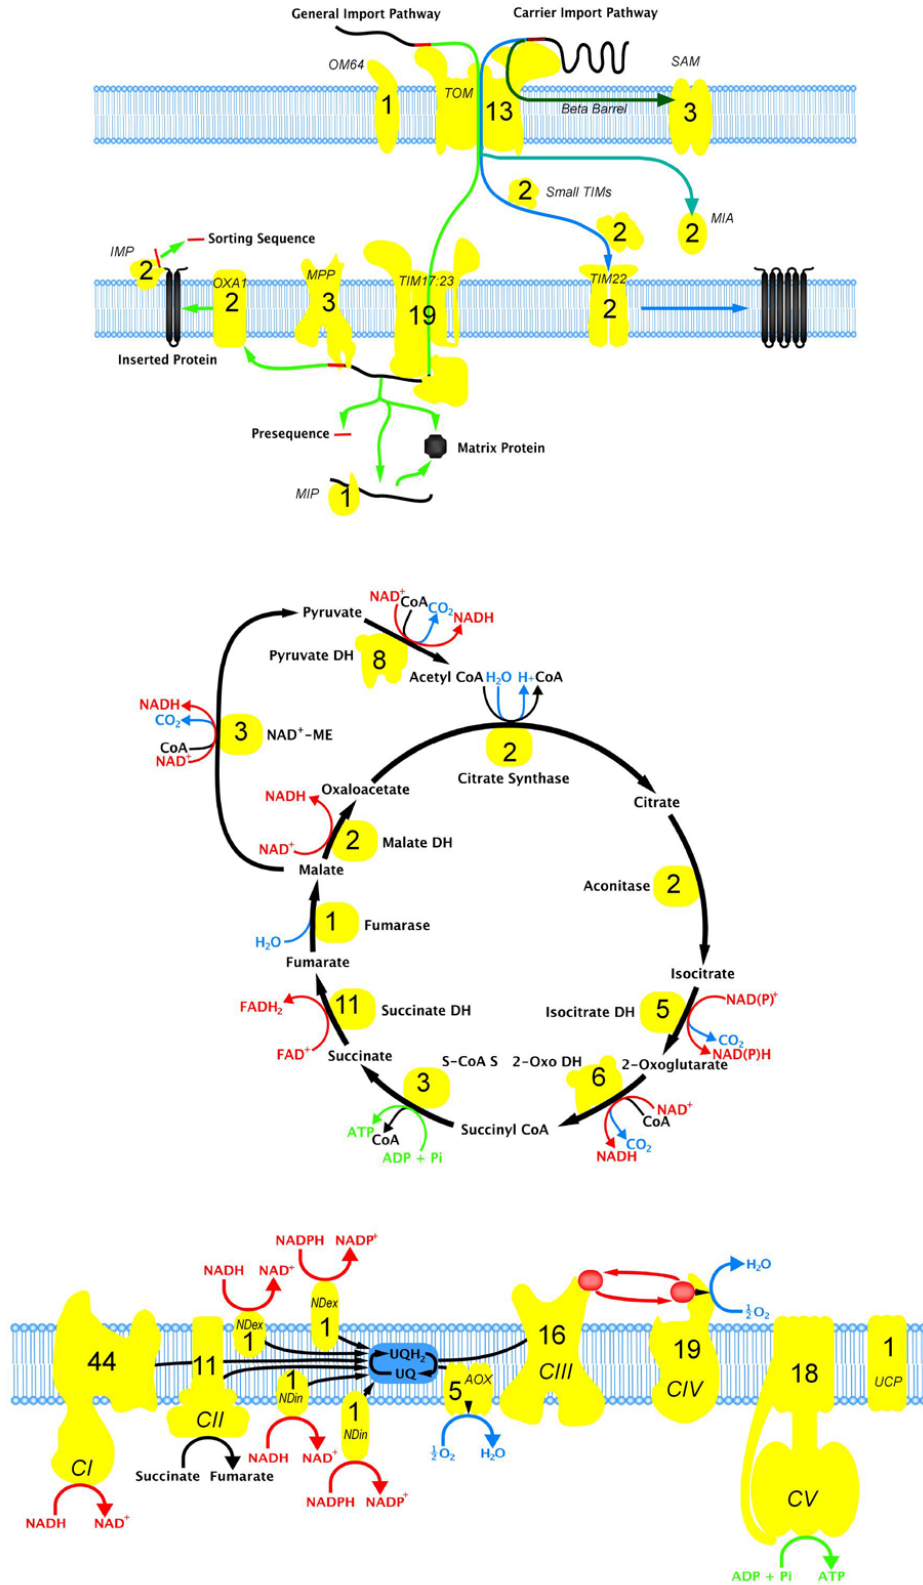 General Import Pathway
Carrier Import Pathway
OM64
SAM
1
TOM
13
3
Beta Barrel
2
Small TIMs
MIA
2
2
Sorting Sequence
IMP
2
OXA1
2
MPP
3
TIM17:23
19
TIM22
2
Inserted Protein
Presequence
Matrix Protein
MIP
1
Pyruvate
NAD+
CoA
CO2
NADH
Pyruvate DH
8
Acetyl CoA
H2O
H+
CoA
NADH
CO2
CoA
NAD+
3
NAD+-ME
2
Citrate Synthase
Oxaloacetate
Citrate
NADH
NAD+
2
Malate DH
Malate
Aconitase
2
1
Fumarase
H2O
Fumarate
Isocitrate
FADH2
11
Succinate DH
FAD+
Isocitrate DH
5
NAD(P)+
CO2
NAD(P)H
Succinate
S-CoA S
2-Oxo DH
2-Oxoglutarate
3
6
NAD+
CoA
CO2
NADH
ATP
CoA
ADP + Pi
Succinyl CoA
NADPH
NADP+
NADH
NAD+
H2O
½O2
NDex
1
NDex
1
44
11
UQH2
UQ
16
CIII
19
CIV
18
1
UCP
1
NDin
1
NDin
5
AOX
CI
CII
Succinate
Fumarate
NADH
NAD+
½O2
H2O
NADH
NAD+
NADPH
NADP+
CV
ADP + Pi
ATP